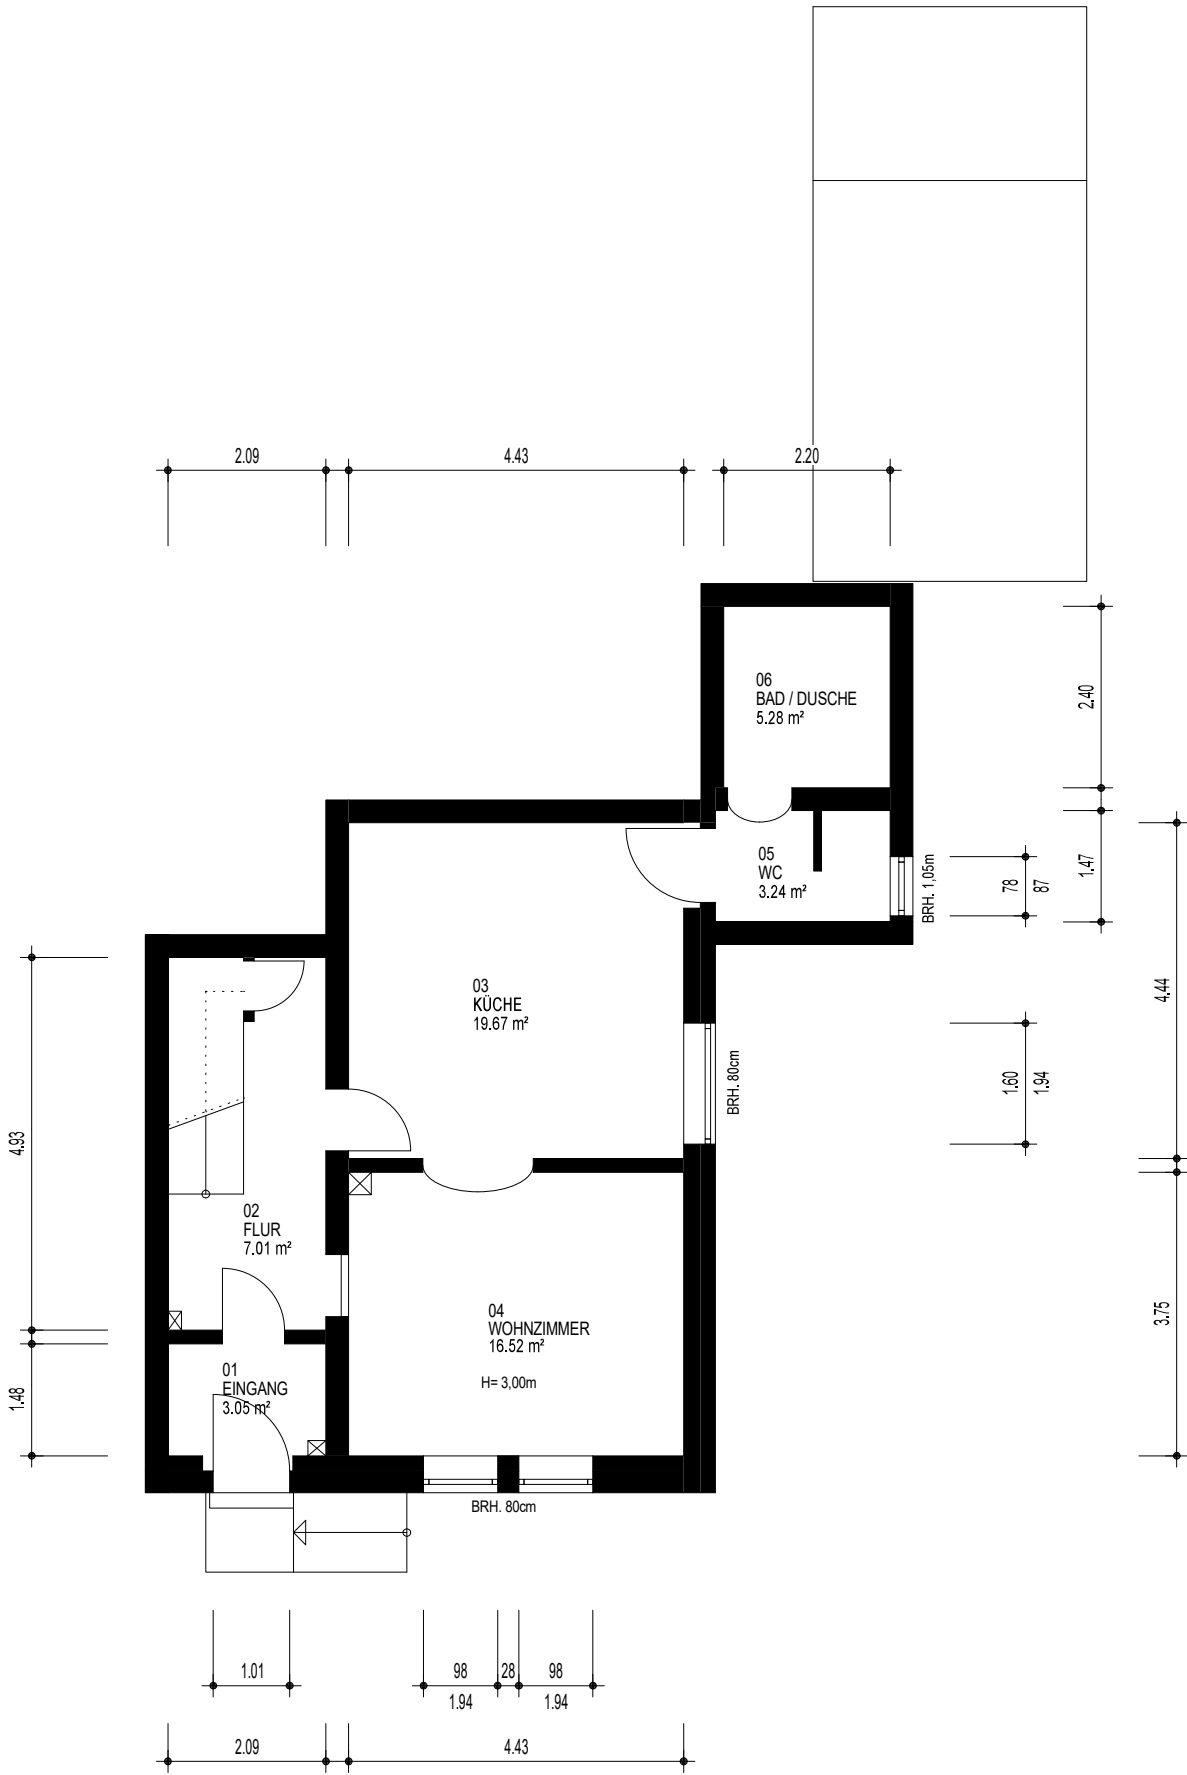 2.09
4.43
2.20
06
BAD / DUSCHE
5.28 m²
2.40
05
WC
3.24 m²
BRH. 1,05m
78
87
1.47
03
KÜCHE
19.67 m²
4.44
BRH. 80cm
1.60
1.94
4.93
02
FLUR
7.01 m²
04
WOHNZIMMER
16.52 m²
H= 3,00m
3.75
01
EINGANG
3.05 m²
1.48
BRH. 80cm
1.01
98
28
98
1.94
1.94
2.09
4.43